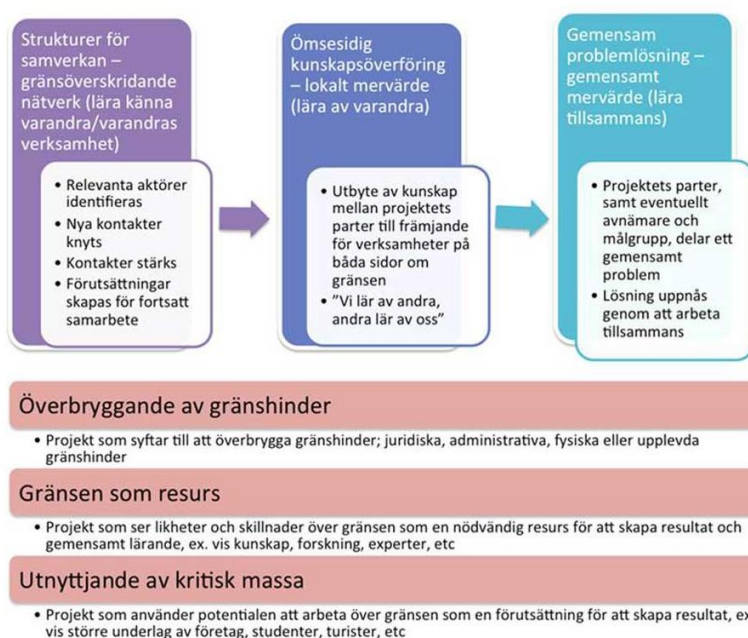 Strukturer för
samverkan –
gränsöverskridande
nätverk (lära känna
varandra/varandras
verksamhet)
• Relevanta aktörer
identifieras
• Nya kontakter
knyts
• Kontakter stärks
• Förutsättningar
skapas för fortsatt
samarbete
Ömsesidig
kunskapsöverföring
– lokalt mervärde
(lära av varandra)
• Utbyte av kunskap
mellan projektets
parter till främjande
för verksamheter på
båda sidor om
gränsen
• ”Vi lär av andra,
andra lär av oss”
Gemensam
problemlösning –
gemensamt
mervärde (lära
tillsammans)
• Projektets parter,
samt eventuellt
avnämare och
målgrupp, delar ett
gemensamt
problem
• Lösning uppnås
genom att arbeta
tillsammans
Överbryggande av gränshinder
• Projekt som syftar till att överbrygga gränshinder; juridiska, administrativa, fysiska eller upplevda
gränshinder
Gränsen som resurs
• Projekt som ser likheter och skillnader över gränsen som en nödvändig resurs för att skapa resultat och
gemensamt lärande, ex. vis kunskap, forskning, experter, etc
Utnyttjande av kritisk massa
• Projekt som använder potentialen att arbeta över gränsen som en förutsättning för att skapa resultat, ex
vis större underlag av företag, studenter, turister, etc